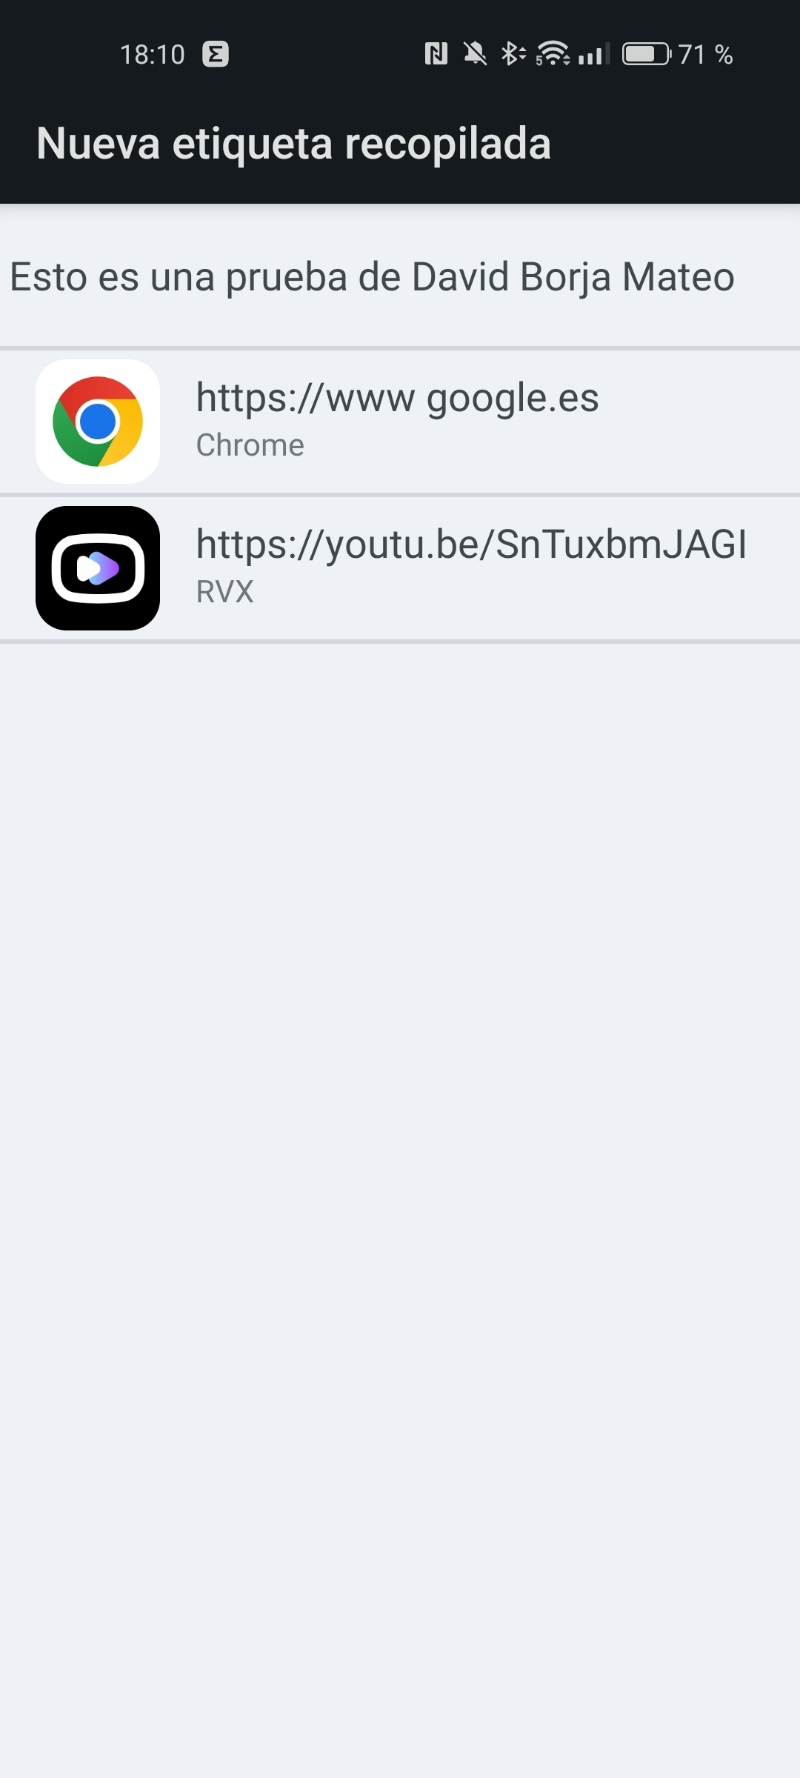 18:10 Σ 5 71 %
Nueva etiqueta recopilada
Esto es una prueba de David Borja Mateo
https://www google.es
Chrome
https://youtu.be/SnTuxbmJAGI
RVX